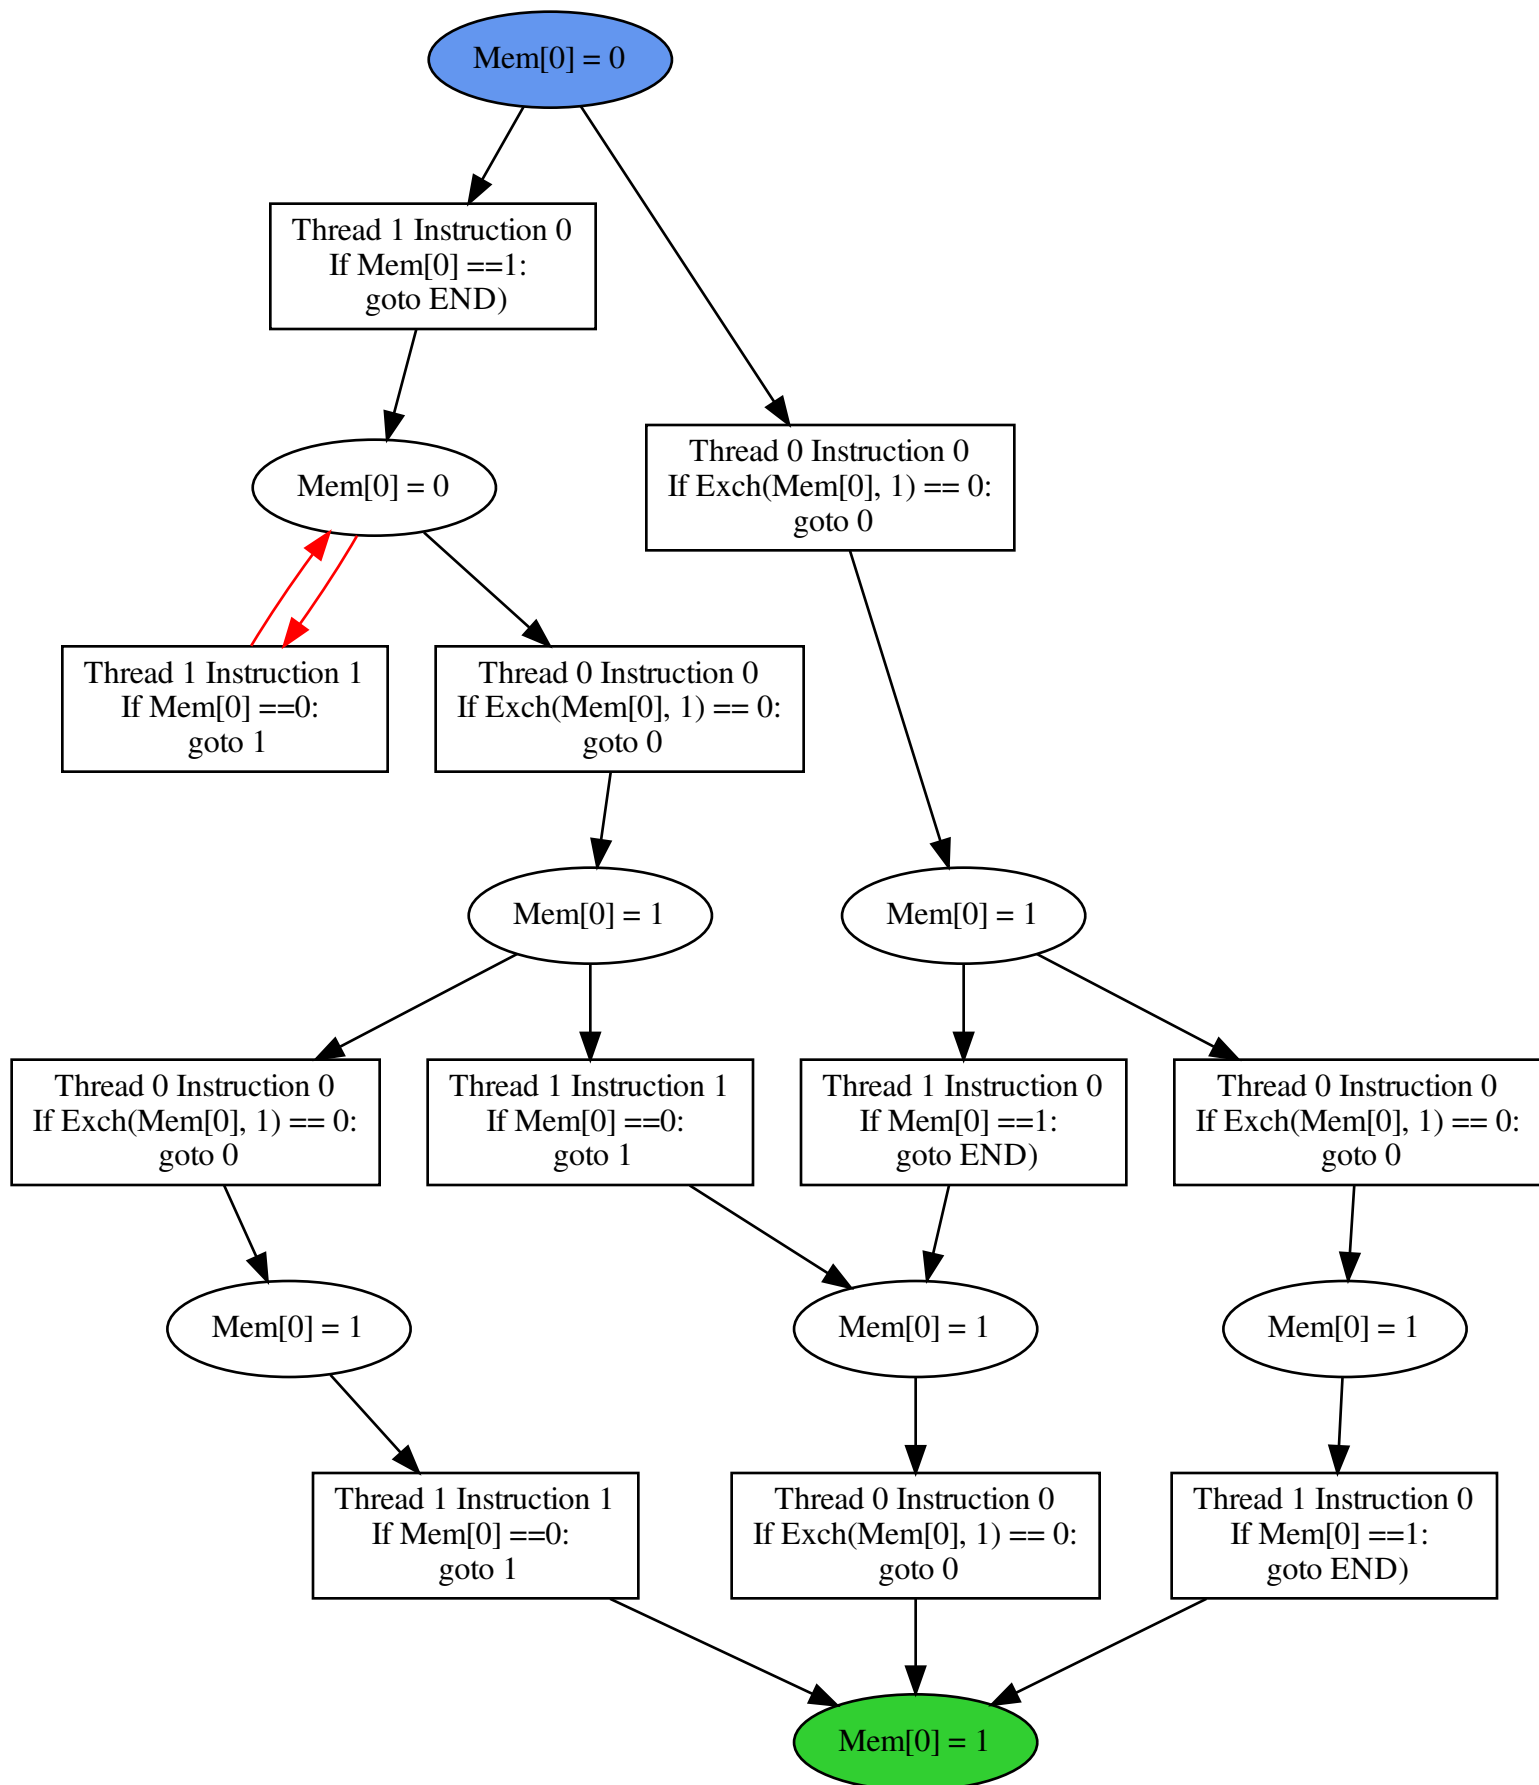 Mem[0] = 0
Thread 1 Instruction 0
If Mem[0] ==1:
goto END)
Thread 0 Instruction 0
If Exch(Mem[0], 1) == 0:
goto 0
Mem[0] = 0
Thread 1 Instruction 1
If Mem[0] ==0:
goto 1
Thread 0 Instruction 0
If Exch(Mem[0], 1) == 0:
goto 0
Mem[0] = 1
Mem[0] = 1
Thread 0 Instruction 0
If Exch(Mem[0], 1) == 0:
goto 0
Thread 1 Instruction 1
If Mem[0] ==0:
goto 1
Thread 1 Instruction 0
If Mem[0] ==1:
goto END)
Thread 0 Instruction 0
If Exch(Mem[0], 1) == 0:
goto 0
Mem[0] = 1
Mem[0] = 1
Mem[0] = 1
Thread 1 Instruction 1
If Mem[0] ==0:
goto 1
Thread 0 Instruction 0
If Exch(Mem[0], 1) == 0:
goto 0
Thread 1 Instruction 0
If Mem[0] ==1:
goto END)
Mem[0] = 1